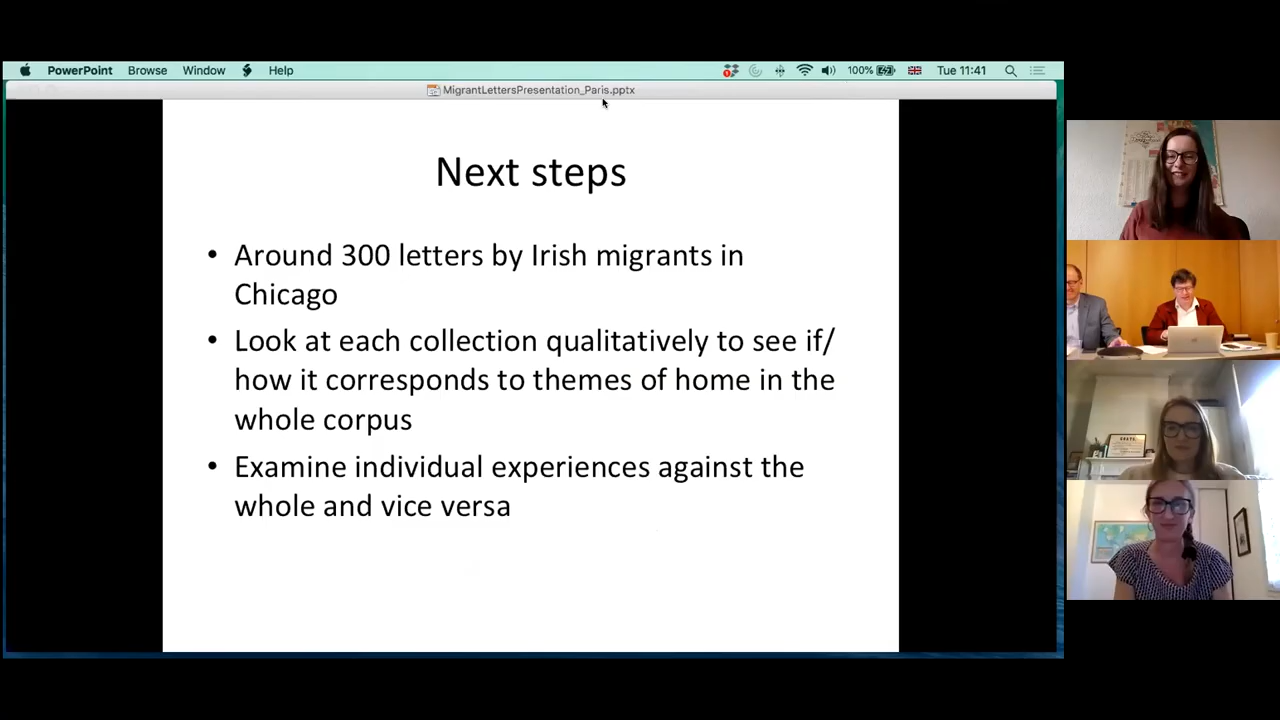 PowerPoint Browse Window Help 100% Tue 11:41
MigrantLettersPresentation_Paris.pptx
Next steps
• Around 300 letters by Irish migrants in
Chicago
• Look at each collection qualitatively to see if/
how it corresponds to themes of home in the
whole corpus
• Examine individual experiences against the
whole and vice versa